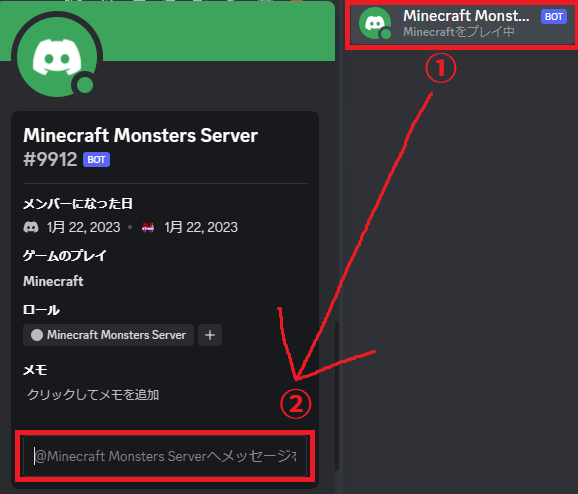 Minecraft Monst... BOT
Minecraftをプレイ中
①
Minecraft Monsters Server
#9912 BOT
メンバーになった日
1月 22, 2023 • 1月 22, 2023
ゲームのプレイ
Minecraft
ロール
Minecraft Monsters Server +
メモ
クリックしてメモを追加
②
@Minecraft Monsters Serverへメッセージ